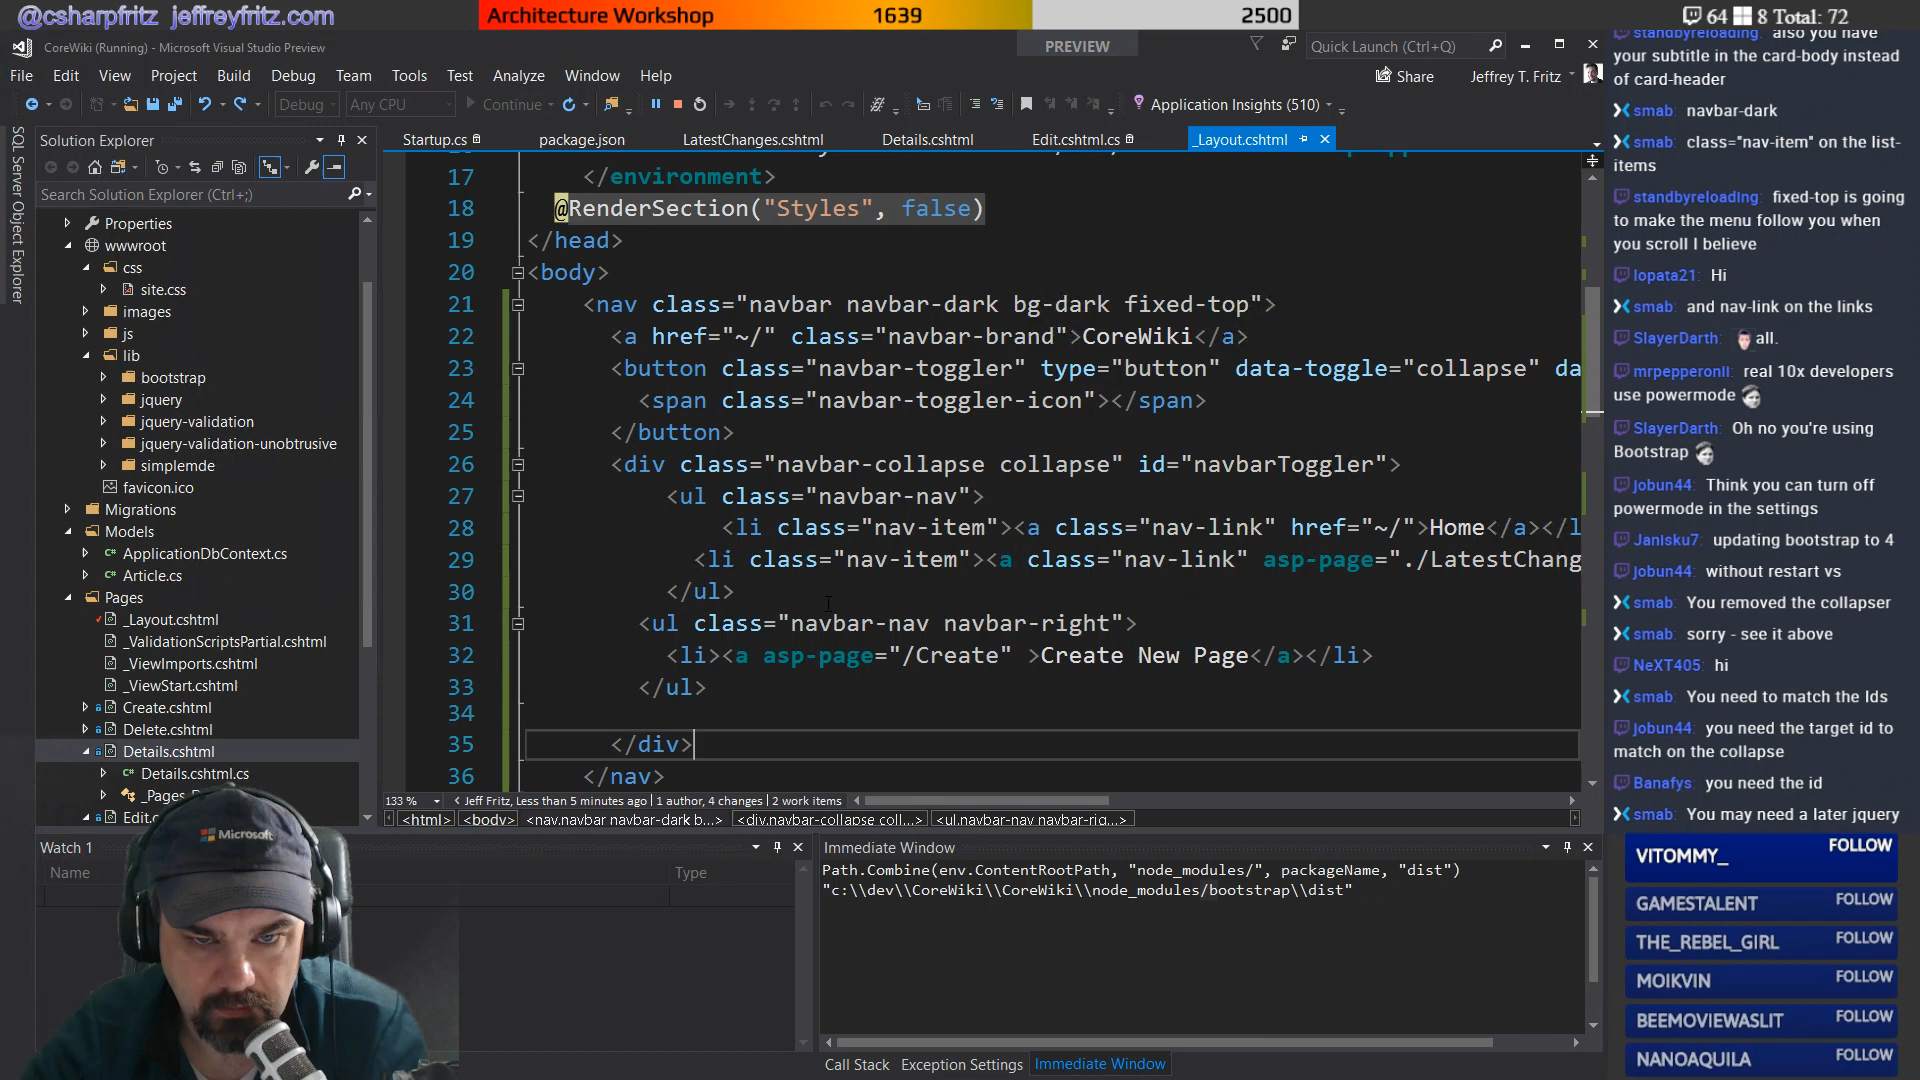 @csharpfritz jeffreyfritz.com
Architecture Workshop 1639 2500
64 8 Total: 72
CoreWiki (Running) - Microsoft Visual Studio Preview
PREVIEW
Quick Launch (Ctrl+Q)
File Edit View Project Build Debug Team Tools Test Analyze Window Help
Share
Jeffrey T. Fritz
Debug Any CPU Continue
Application Insights (510)
SQL Server Object Explorer
Solution Explorer
Search Solution Explorer (Ctrl+;)
Properties
wwwroot
css
site.css
images
js
lib
bootstrap
jquery
jquery-validation
jquery-validation-unobtrusive
simplemde
favicon.ico
Migrations
Models
ApplicationDbContext.cs
Article.cs
Pages
_Layout.cshtml
_ValidationScriptsPartial.cshtml
_ViewImports.cshtml
_ViewStart.cshtml
Create.cshtml
Delete.cshtml
Details.cshtml
Details.cshtml.cs
Startup.cs package.json LatestChanges.cshtml Details.cshtml Edit.cshtml.cs _Layout.cshtml
17 </environment>
18 @RenderSection("Styles", false)
19 </head>
20 <body>
21 <nav class="navbar navbar-dark bg-dark fixed-top">
22 <a href="~/" class="navbar-brand">CoreWiki</a>
23 <button class="navbar-toggler" type="button" data-toggle="collapse" da
24 <span class="navbar-toggler-icon"></span>
25 </button>
26 <div class="navbar-collapse collapse" id="navbarToggler">
27 <ul class="navbar-nav">
28 <li class="nav-item"><a class="nav-link" href="~/">Home</a></l
29 <li class="nav-item"><a class="nav-link" asp-page="./LatestChang
30 </ul>
31 <ul class="navbar-nav navbar-right">
32 <li><a asp-page="/Create" >Create New Page</a></li>
33 </ul>
34
35 </div>
36 </nav>
133 % Jeff Fritz, Less than 5 minutes ago | 1 author, 4 changes | 2 work items
<html> <body> <nav.navbar navbar-dark b...> <div.navbar-collapse coll...> <ul.navbar-nav navbar-rig...>
Watch 1
Name Type
Immediate Window
Path.Combine(env.ContentRootPath, "node_modules/", packageName, "dist")
"c:\\dev\\CoreWiki\\CoreWiki\\node_modules/bootstrap\\dist"
Call Stack Exception Settings Immediate Window
Microsoft
standbyreloading: also you have
your subtitle in the card-body instead
of card-header
smab: navbar-dark
smab: class="nav-item" on the list-
items
standbyreloading: fixed-top is going
to make the menu follow you when
you scroll I believe
lopata21: Hi
smab: and nav-link on the links
SlayerDarth: all.
mrpepperonii: real 10x developers
use powermode
SlayerDarth: Oh no you're using
Bootstrap
jobun44: Think you can turn off
powermode in the settings
Janisku7: updating bootstrap to 4
jobun44: without restart vs
smab: You removed the collapser
smab: sorry - see it above
NeXT405: hi
smab: You need to match the Ids
jobun44: you need the target id to
match on the collapse
Banafys: you need the id
smab: You may need a later jquery
VITOMMY_ FOLLOW
GAMESTALENT FOLLOW
THE_REBEL_GIRL FOLLOW
MOIKVIN FOLLOW
BEEMOVIEWASLIT FOLLOW
NANOAQUILA FOLLOW